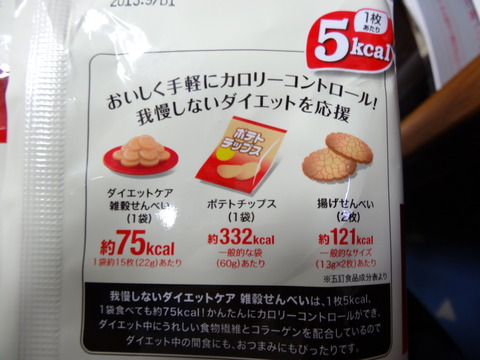 2013.9/D1
1枚
あたり
5kcal
おいしく手軽にカロリーコントロール!
我慢しないダイエットを応援
ポテト
チップス
ダイエットケア
雑穀せんべい
(1袋)
約75kcal
1袋約15枚(22g)あたり
ポテトチップス
(1袋)
約332kcal
一般的な袋
(60g)あたり
揚げせんべい
(2枚)
約121kcal
一般的なサイズ
(13g×2枚)あたり
※五訂食品成分表より
我慢しないダイエットケア 雑穀せんべいは、1枚5kcal、
1袋食べても約75kcal!かんたんにカロリーコントロールができ、
ダイエット中にうれしい食物繊維とコラーゲンを配合しているので
ダイエット中の間食にも、おつまみにもぴったりです。